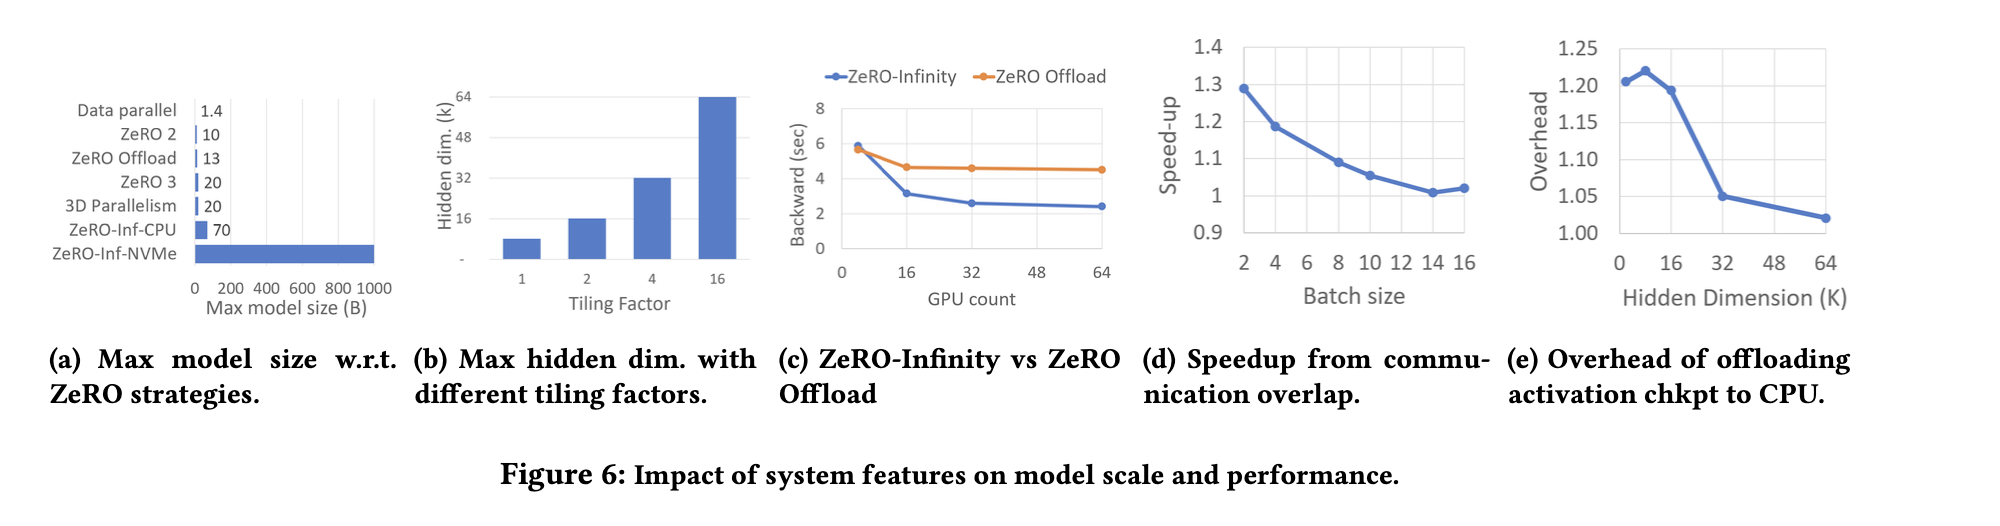 Data parallel 1.4
ZeRO 2 10
ZeRO Offload 13
ZeRO 3 20
3D Parallelism 20
ZeRO-Inf-CPU 70
ZeRO-Inf-NVMe
0 200 400 600 800 1000
Max model size (B)
(a) Max model size w.r.t.
ZeRO strategies.
Hidden dim. (k)
64
48
32
16
-
1 2 4 16
Tiling Factor
(b) Max hidden dim. with
different tiling factors.
ZeRO-Infinity ZeRO Offload
Backward (sec)
8
6
4
2
0
0 16 32 48 64
GPU count
(c) ZeRO-Infinity vs ZeRO
Offload
Speed-up
1.4
1.3
1.2
1.1
1
0.9
2 4 6 8 10 12 14 16
Batch size
(d) Speedup from commu-
nication overlap.
Overhead
1.25
1.20
1.15
1.10
1.05
1.00
0 16 32 48 64
Hidden Dimension (K)
(e) Overhead of offloading
activation chkpt to CPU.
Figure 6: Impact of system features on model scale and performance.